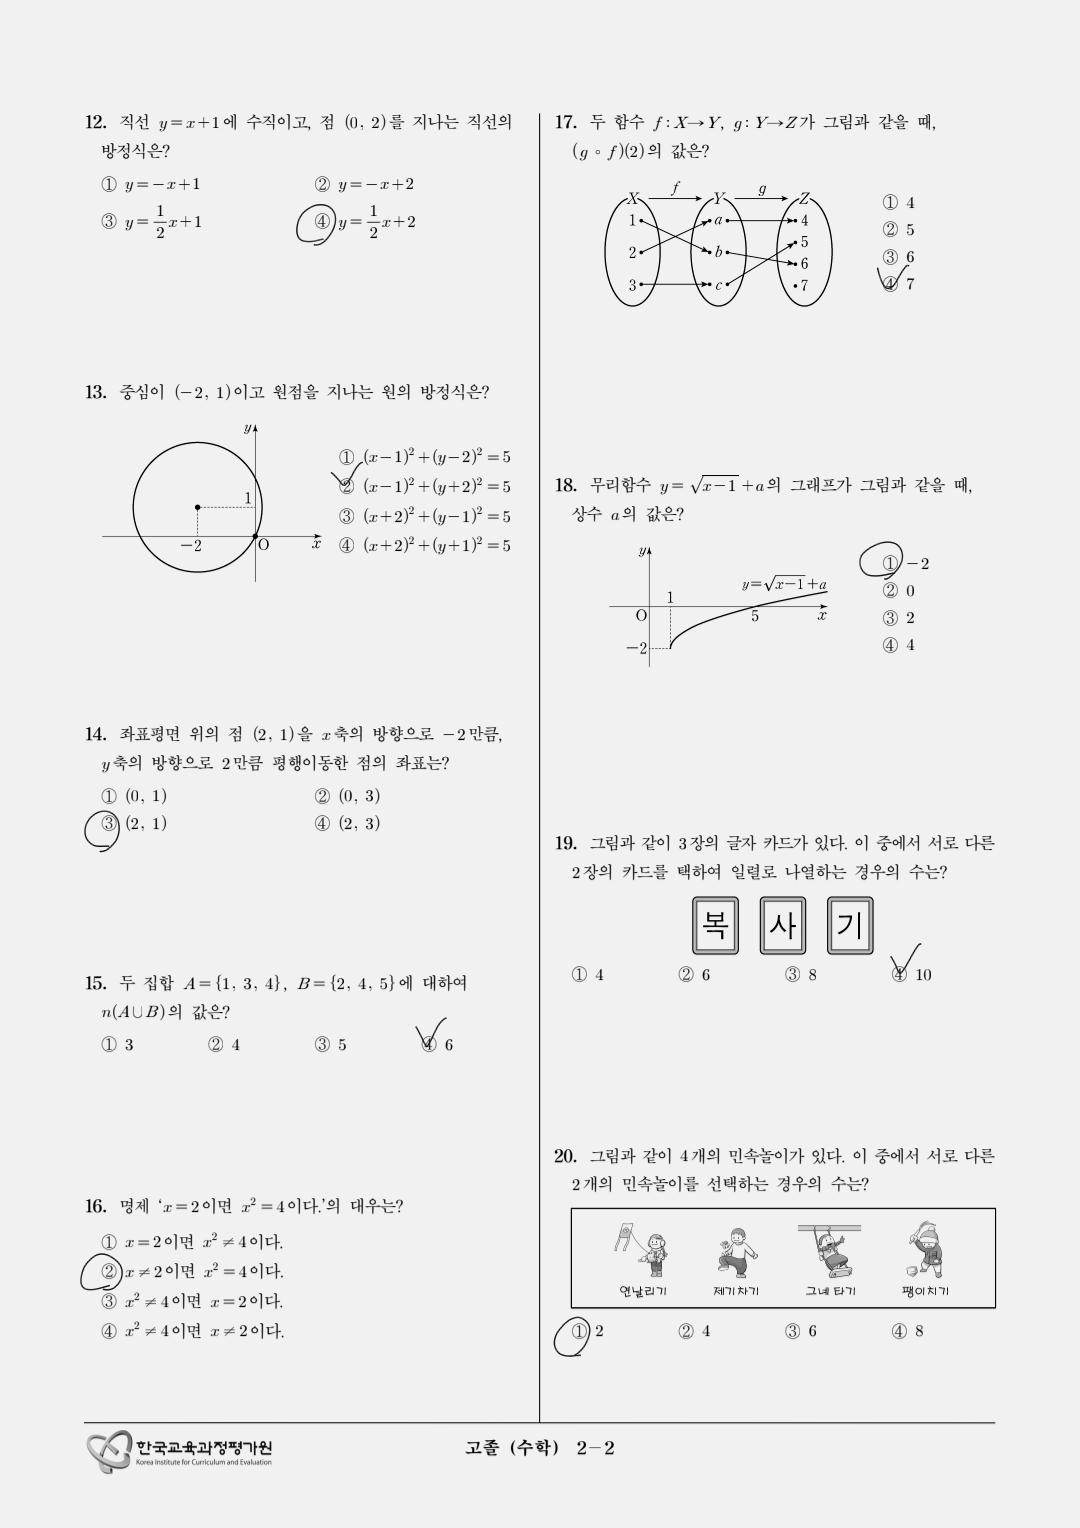 12. 직선 y=x+1에 수직이고, 점 (0, 2)를 지나는 직선의
방정식은?
① y=-x+1
② y=-x+2
③ y=1/2x+1
④ y=1/2x+2
13. 중심이 (-2, 1)이고 원점을 지나는 원의 방정식은?
y
1
-2
O
x
① (x-1)²+(y-2)²=5
② (x-1)²+(y+2)²=5
③ (x+2)²+(y-1)²=5
④ (x+2)²+(y+1)²=5
14. 좌표평면 위의 점 (2, 1)을 x축의 방향으로 -2만큼,
y축의 방향으로 2만큼 평행이동한 점의 좌표는?
① (0, 1)
② (0, 3)
③ (2, 1)
④ (2, 3)
15. 두 집합 A={1, 3, 4}, B={2, 4, 5}에 대하여
n(A∪B)의 값은?
① 3
② 4
③ 5
④ 6
16. 명제 ‘x=2이면 x²=4이다.’의 대우는?
① x=2이면 x²≠4이다.
② x≠2이면 x²=4이다.
③ x²≠4이면 x=2이다.
④ x²≠4이면 x≠2이다.
17. 두 함수 f : X→Y, g : Y→Z가 그림과 같을 때,
(g∘f)(2)의 값은?
X f Y g Z
1 a 4
5
2 b 6
3 c 7
① 4
② 5
③ 6
④ 7
18. 무리함수 y=√(x-1)+a의 그래프가 그림과 같을 때,
상수 a의 값은?
y
y=√(x-1)+a
1
O
5
x
-2
① -2
② 0
③ 2
④ 4
19. 그림과 같이 3장의 글자 카드가 있다. 이 중에서 서로 다른
2장의 카드를 택하여 일렬로 나열하는 경우의 수는?
복 사 기
① 4
② 6
③ 8
④ 10
20. 그림과 같이 4개의 민속놀이가 있다. 이 중에서 서로 다른
2개의 민속놀이를 선택하는 경우의 수는?
연날리기
제기차기
그네 타기
팽이치기
① 2
② 4
③ 6
④ 8
한국교육과정평가원
Korea Institute for Curriculum and Evaluation
고졸 (수학) 2-2